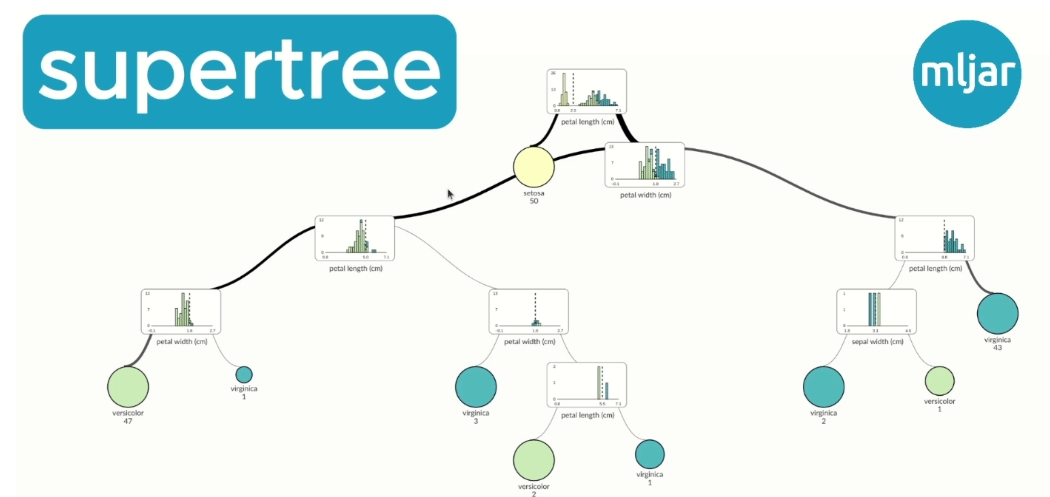 supertree
mljar
petal length (cm)
setosa
50
petal width (cm)
petal length (cm)
petal length (cm)
petal width (cm)
petal width (cm)
sepal width (cm)
virginica
43
versicolor
47
virginica
1
virginica
3
petal length (cm)
virginica
2
versicolor
1
versicolor
2
virginica
1